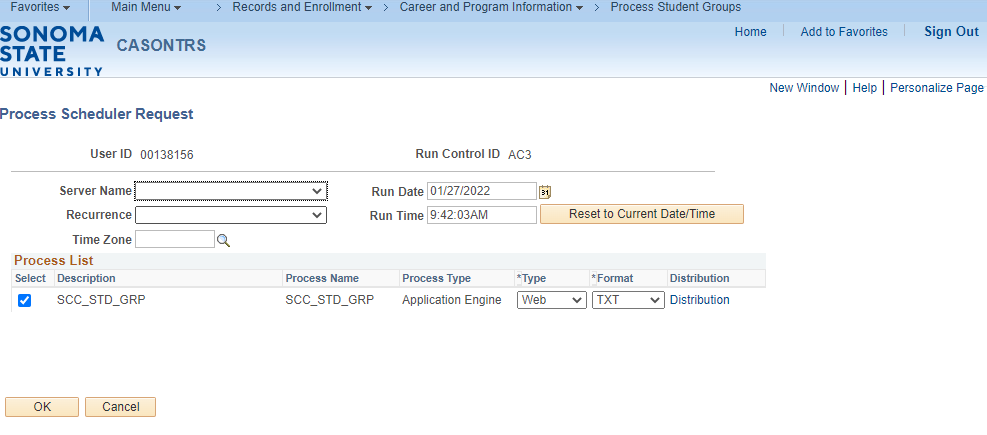 Favorites Main Menu > Records and Enrollment > Career and Program Information > Process Student Groups
SONOMA
STATE
UNIVERSITY
CASONTRS
Home Add to Favorites Sign Out
New Window | Help | Personalize Page
Process Scheduler Request
User ID 00138156 Run Control ID AC3
Server Name Run Date 01/27/2022 31
Recurrence Run Time 9:42:03AM Reset to Current Date/Time
Time Zone
Process List
Select Description Process Name Process Type *Type *Format Distribution
SCC_STD_GRP SCC_STD_GRP Application Engine Web TXT Distribution
OK Cancel